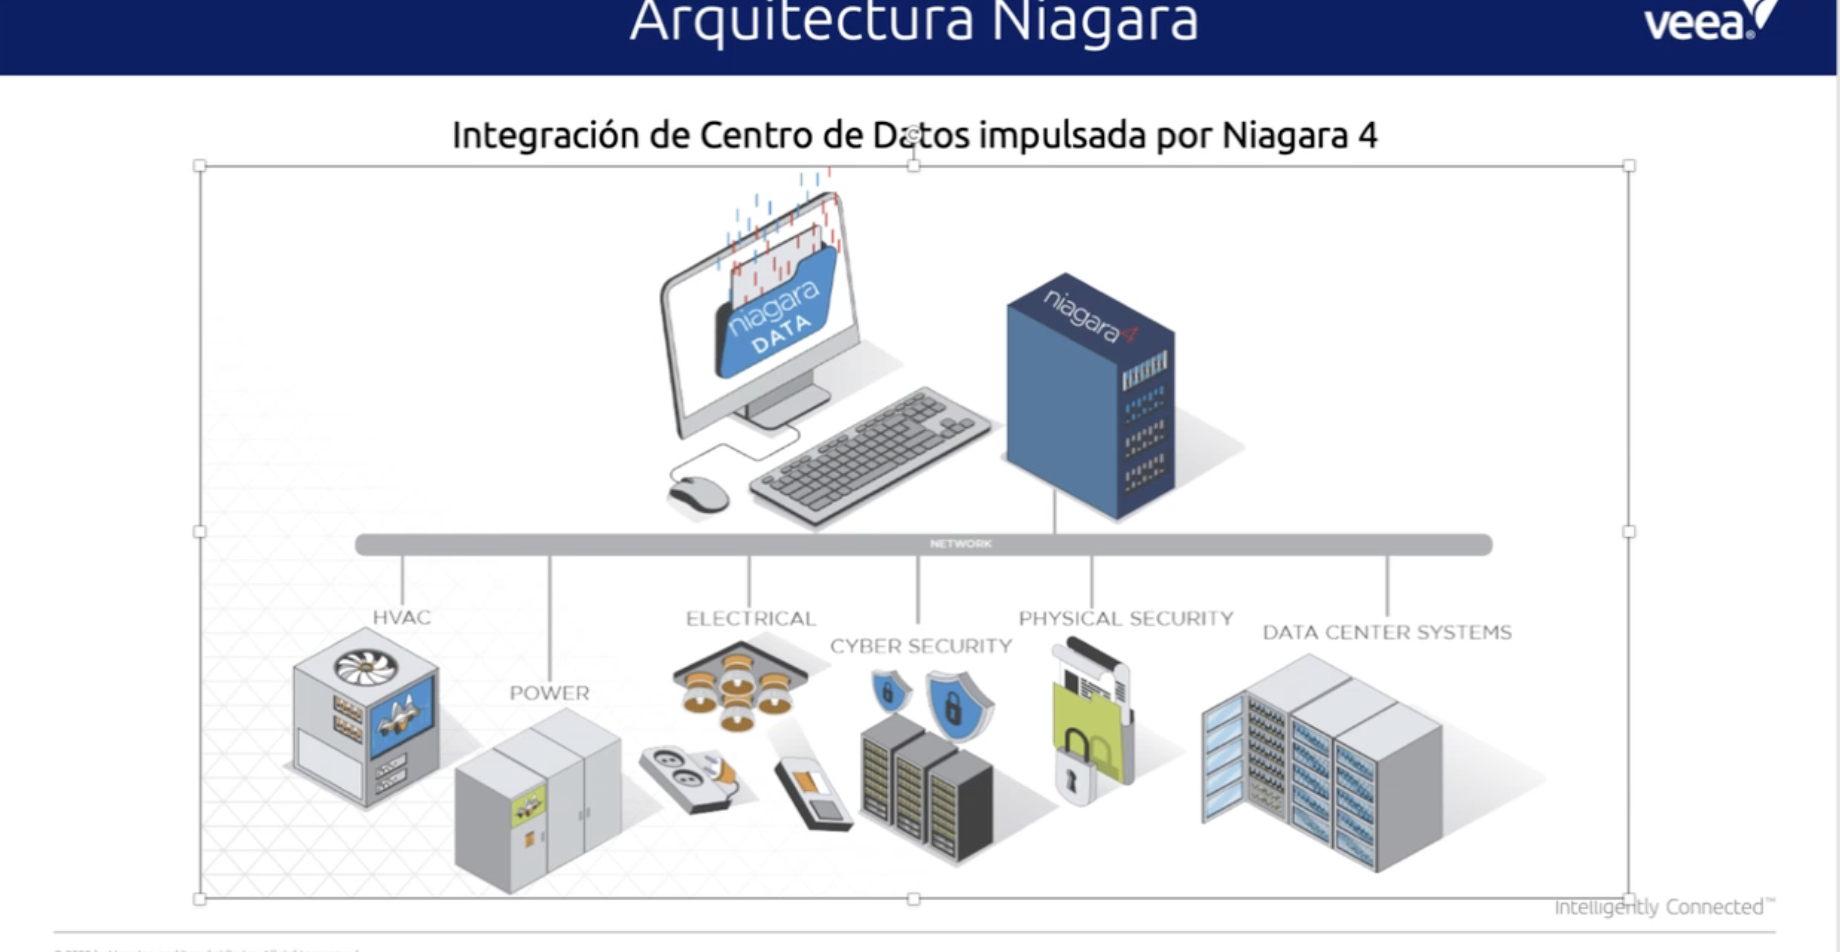 Arquitectura Niagara
veea®
Integración de Centro de Datos impulsada por Niagara 4
niagara
DATA
niagara4
NETWORK
HVAC
ELECTRICAL
PHYSICAL SECURITY
DATA CENTER SYSTEMS
CYBER SECURITY
POWER
Intelligently Connected™